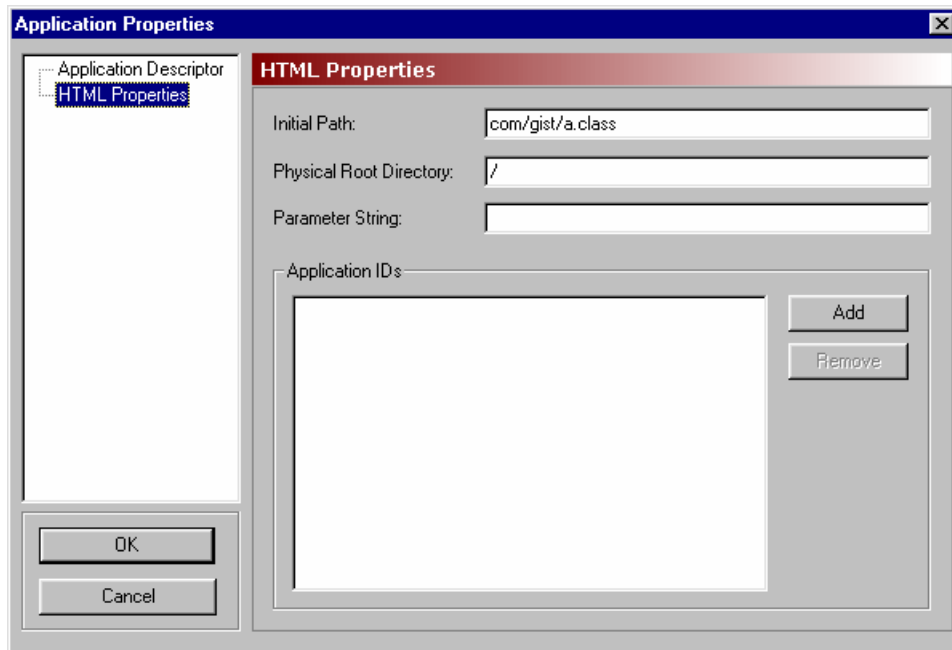 Application Properties
Application Descriptor
HTML Properties
HTML Properties
Initial Path:
com/gist/a.class
Physical Root Directory:
/
Parameter String:
Application IDs
Add
Remove
OK
Cancel